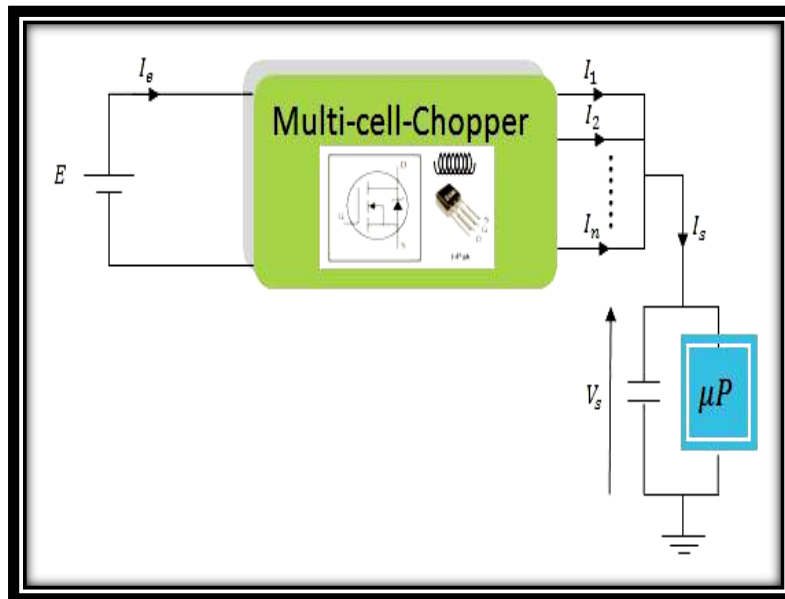 I_e
I_1
Multi-cell-Chopper
I_2
E
D
G
S
S
G
D
I_n
I_s
V_s
μP